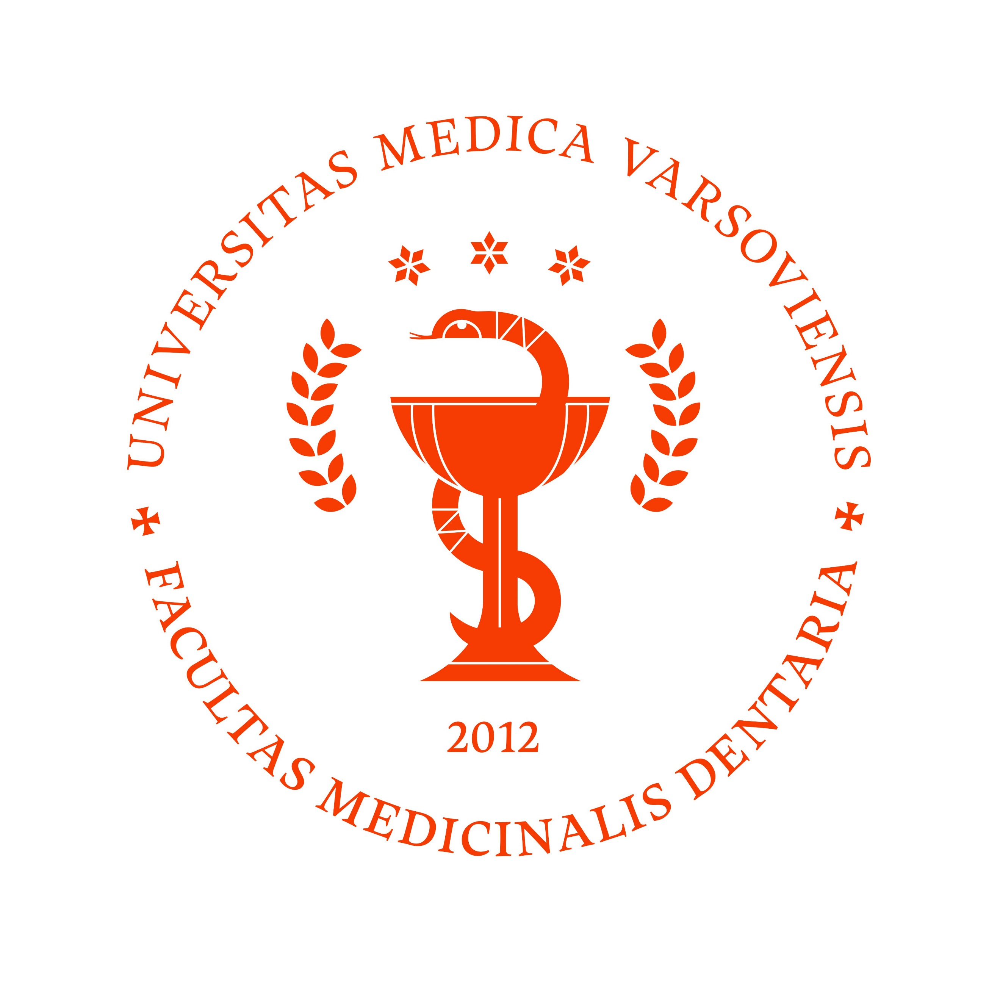 UNIVERSITAS MEDICA VARSOVIENSIS
2012
FACULTAS MEDICINALIS DENTARIA